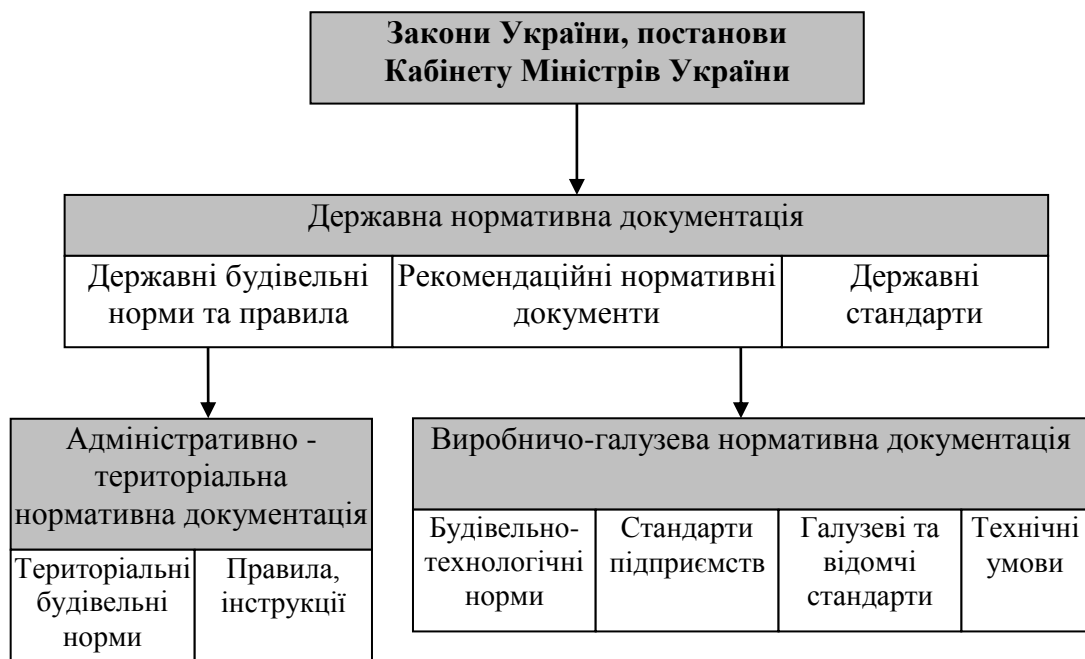 Закони України, постанови
Кабінету Міністрів України
Державна нормативна документація
Державні будівельні
норми та правила
Рекомендаційні нормативні
документи
Державні
стандарти
Адміністративно -
територіальна
нормативна документація
Територіальні
будівельні
норми
Правила,
інструкції
Виробничо-галузева нормативна документація
Будівельно-
технологічні
норми
Стандарти
підприємств
Галузеві та
відомчі
стандарти
Технічні
умови